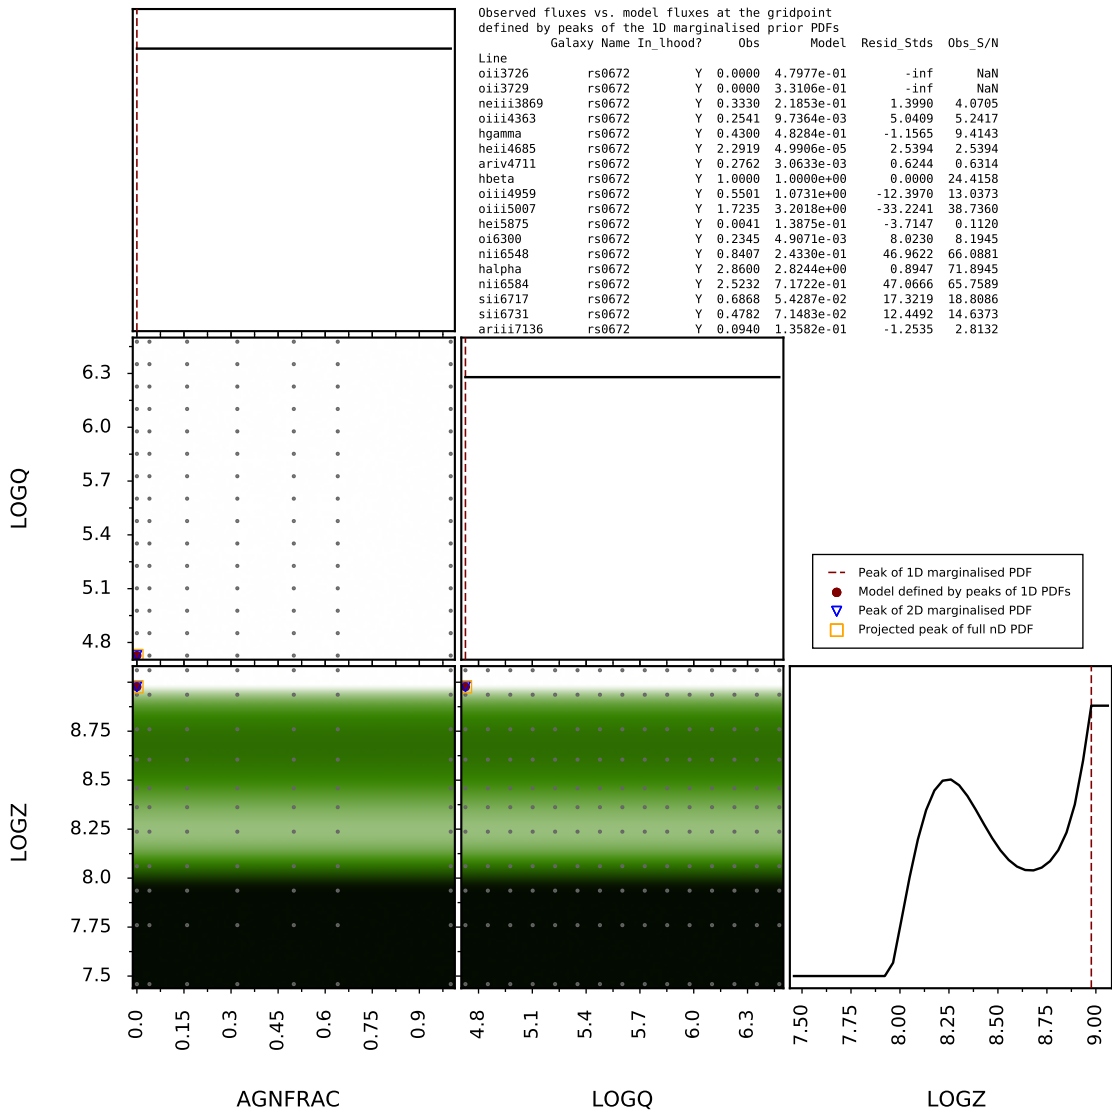 Observed fluxes vs. model fluxes at the gridpoint
defined by peaks of the 1D marginalised prior PDFs
Galaxy Name In_lhood? Obs Model Resid_Stds Obs_S/N
Line
oii3726 rs0672 Y 0.0000 4.7977e-01 -inf NaN
oii3729 rs0672 Y 0.0000 3.3106e-01 -inf NaN
neiii3869 rs0672 Y 0.3330 2.1853e-01 1.3990 4.0705
oiii4363 rs0672 Y 0.2541 9.7364e-03 5.0409 5.2417
hgamma rs0672 Y 0.4300 4.8284e-01 -1.1565 9.4143
heii4685 rs0672 Y 2.2919 4.9906e-05 2.5394 2.5394
ariv4711 rs0672 Y 0.2762 3.0633e-03 0.6244 0.6314
hbeta rs0672 Y 1.0000 1.0000e+00 0.0000 24.4158
oiii4959 rs0672 Y 0.5501 1.0731e+00 -12.3970 13.0373
oiii5007 rs0672 Y 1.7235 3.2018e+00 -33.2241 38.7360
hei5875 rs0672 Y 0.0041 1.3875e-01 -3.7147 0.1120
oi6300 rs0672 Y 0.2345 4.9071e-03 8.0230 8.1945
nii6548 rs0672 Y 0.8407 2.4330e-01 46.9622 66.0881
halpha rs0672 Y 2.8600 2.8244e+00 0.8947 71.8945
nii6584 rs0672 Y 2.5232 7.1722e-01 47.0666 65.7589
sii6717 rs0672 Y 0.6868 5.4287e-02 17.3219 18.8086
sii6731 rs0672 Y 0.4782 7.1483e-02 12.4492 14.6373
ariii7136 rs0672 Y 0.0940 1.3582e-01 -1.2535 2.8132
6.3
6.0
5.7
5.4
5.1
4.8
LOGQ
Peak of 1D marginalised PDF
Model defined by peaks of 1D PDFs
Peak of 2D marginalised PDF
Projected peak of full nD PDF
8.75
8.5
8.25
8.0
7.75
7.5
LOGZ
0.0 0.15 0.3 0.45 0.6 0.75 0.9
4.8 5.1 5.4 5.7 6.0 6.3
7.50 7.75 8.00 8.25 8.50 8.75 9.00
AGNFRAC LOGQ LOGZ